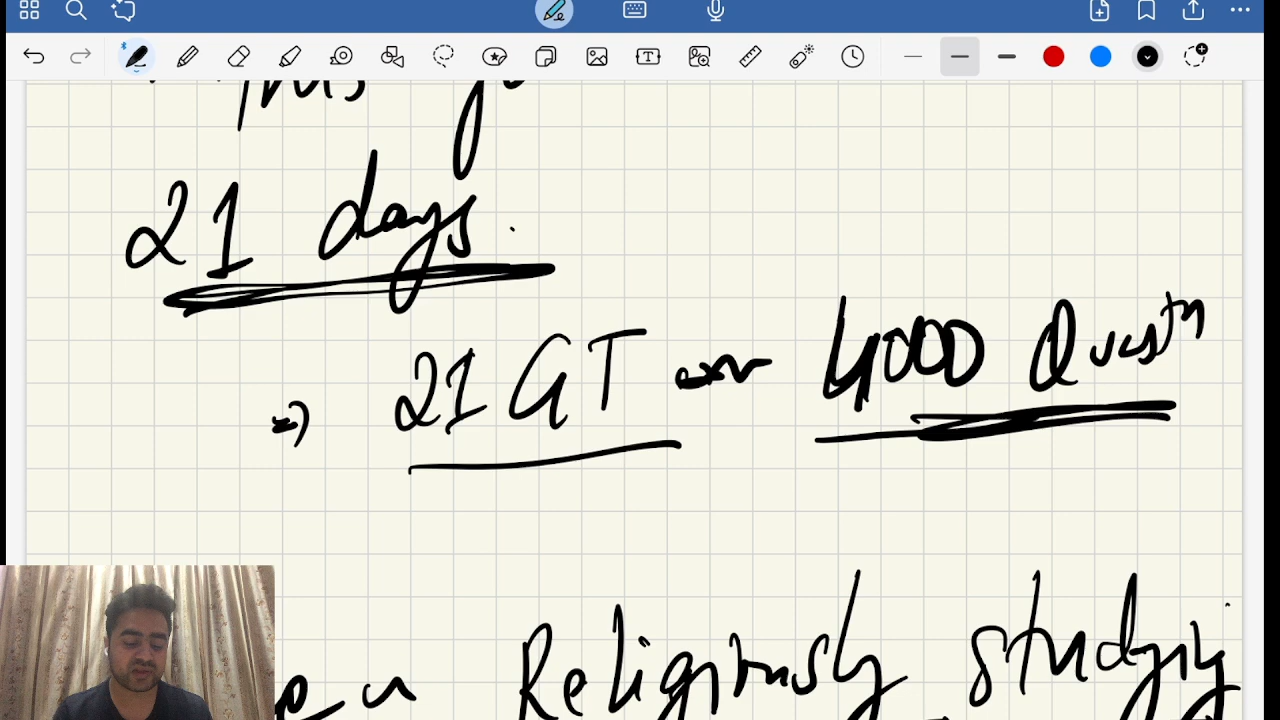 21 days.
=> 21 GT 4000 Questn
Religiously studying